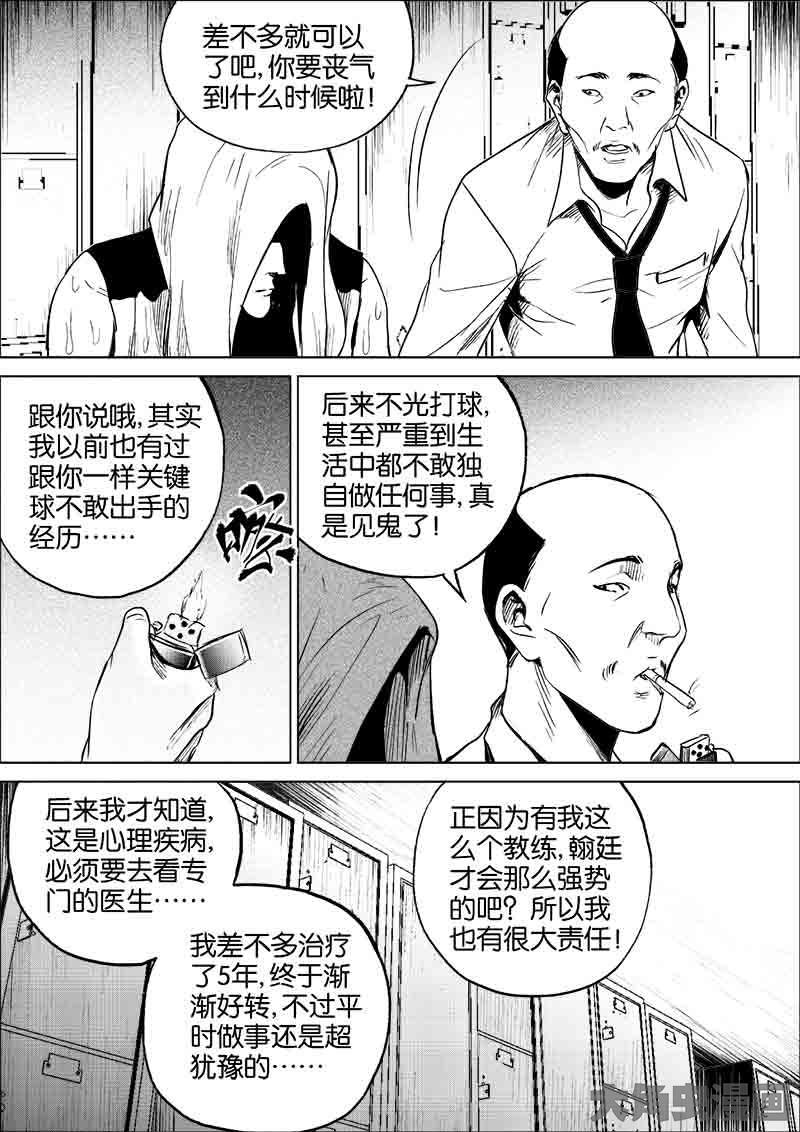 差不多就可以
了吧,你要丧气
到什么时候啦!
跟你说哦,其实
我以前也有过
跟你一样关键
球不敢出手的
经历……
后来不光打球,
甚至严重到生
活中都不敢独
自做任何事,真
是见鬼了!
后来我才知道,
这是心理疾病,
必须要去看专
门的医生……
我差不多治疗
了5年,终于渐
渐好转,不过平
时做事还是超
犹豫的……
正因为有我这
么个教练,翰廷
才会那么强势
的吧?所以我
也有很大责任!
大角虫漫画